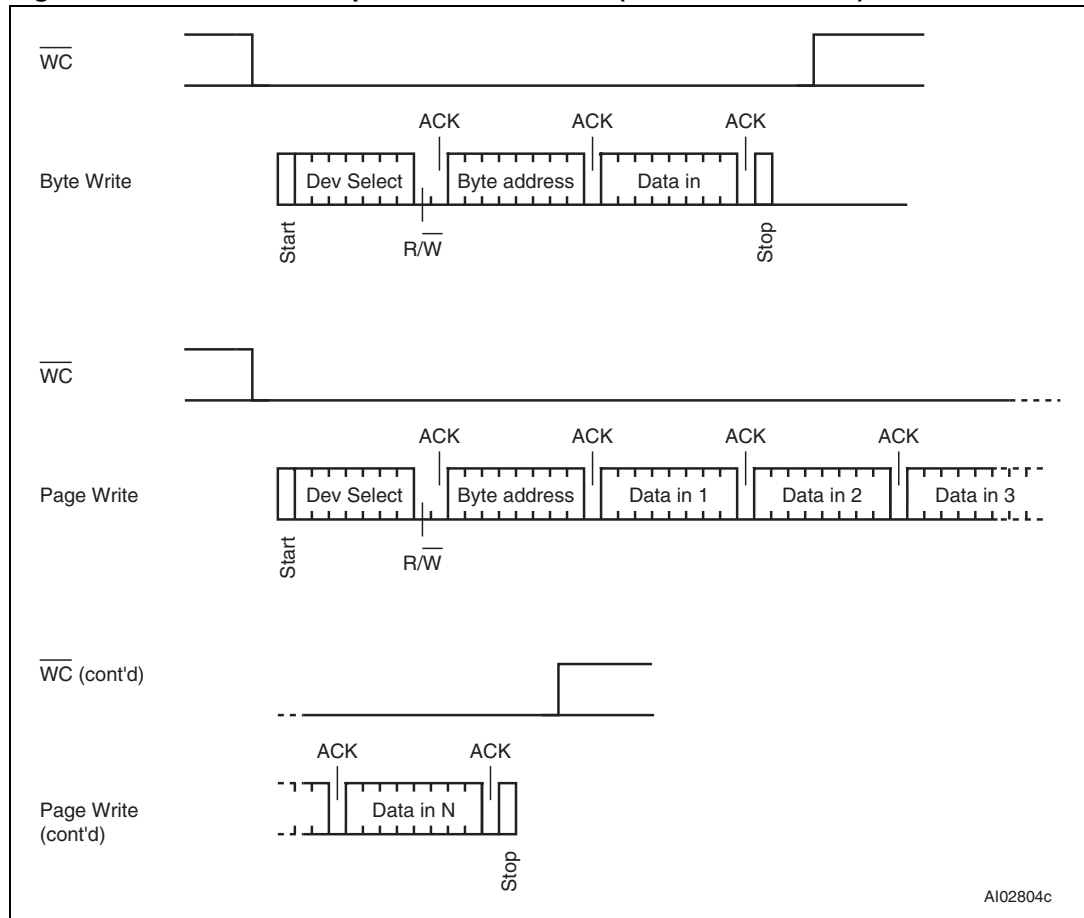 WC
ACK ACK ACK
Byte Write
Dev Select Byte address Data in
Start R/W Stop
WC
ACK ACK ACK ACK
Page Write
Dev Select Byte address Data in 1 Data in 2 Data in 3
Start R/W
WC (cont'd)
ACK ACK
Page Write
(cont'd)
Data in N
Stop
AI02804c